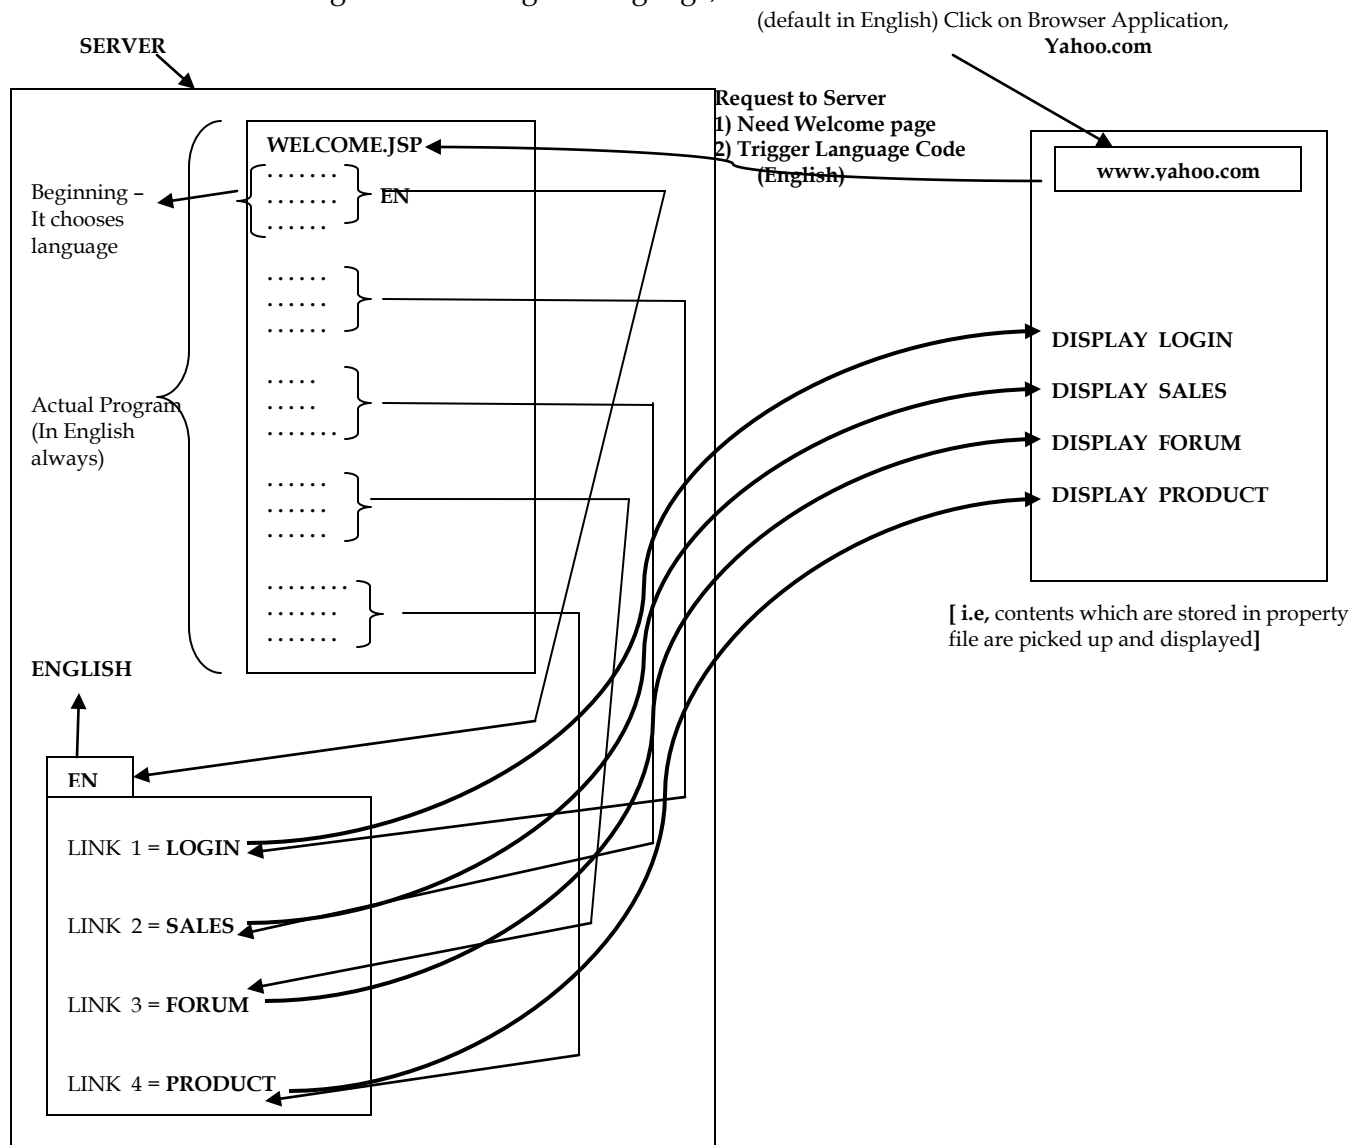 (default in English) Click on Browser Application,
Yahoo.com
SERVER
Request to Server
1) Need Welcome page
2) Trigger Language Code
(English)
WELCOME.JSP
www.yahoo.com
. . . . . . .
. . . . . . .
. . . . . .
EN
Beginning –
It chooses
language
. . . . . .
. . . . . .
. . . . . .
. . . . .
. . . . .
. . . . . . .
Actual Program
(In English
always)
. . . . . .
. . . . . .
. . . . . .
. . . . . . . .
. . . . . . .
. . . . . . .
DISPLAY LOGIN
DISPLAY SALES
DISPLAY FORUM
DISPLAY PRODUCT
[ i.e, contents which are stored in property
file are picked up and displayed]
ENGLISH
EN
LINK 1 = LOGIN
LINK 2 = SALES
LINK 3 = FORUM
LINK 4 = PRODUCT